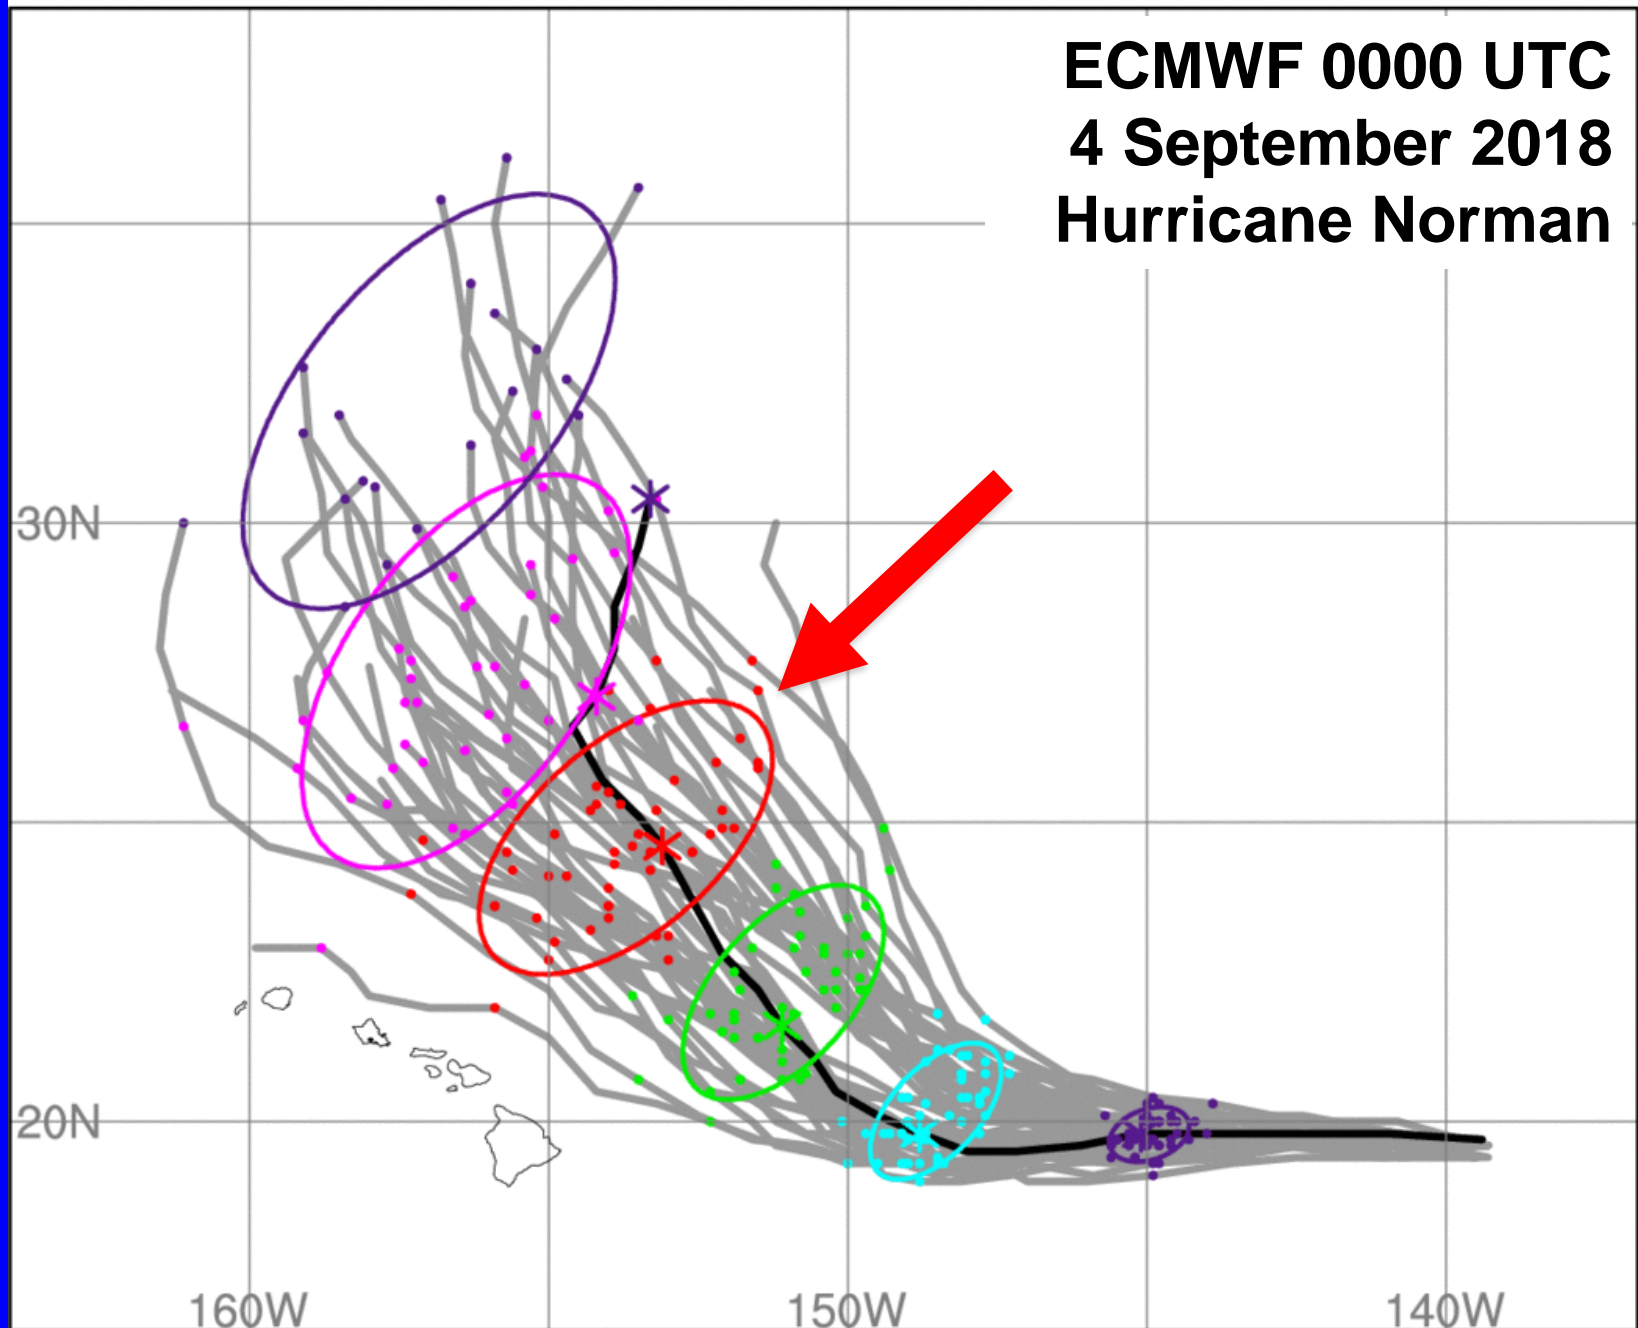 ECMWF 0000 UTC
4 September 2018
Hurricane Norman
30N
20N
160W
150W
140W